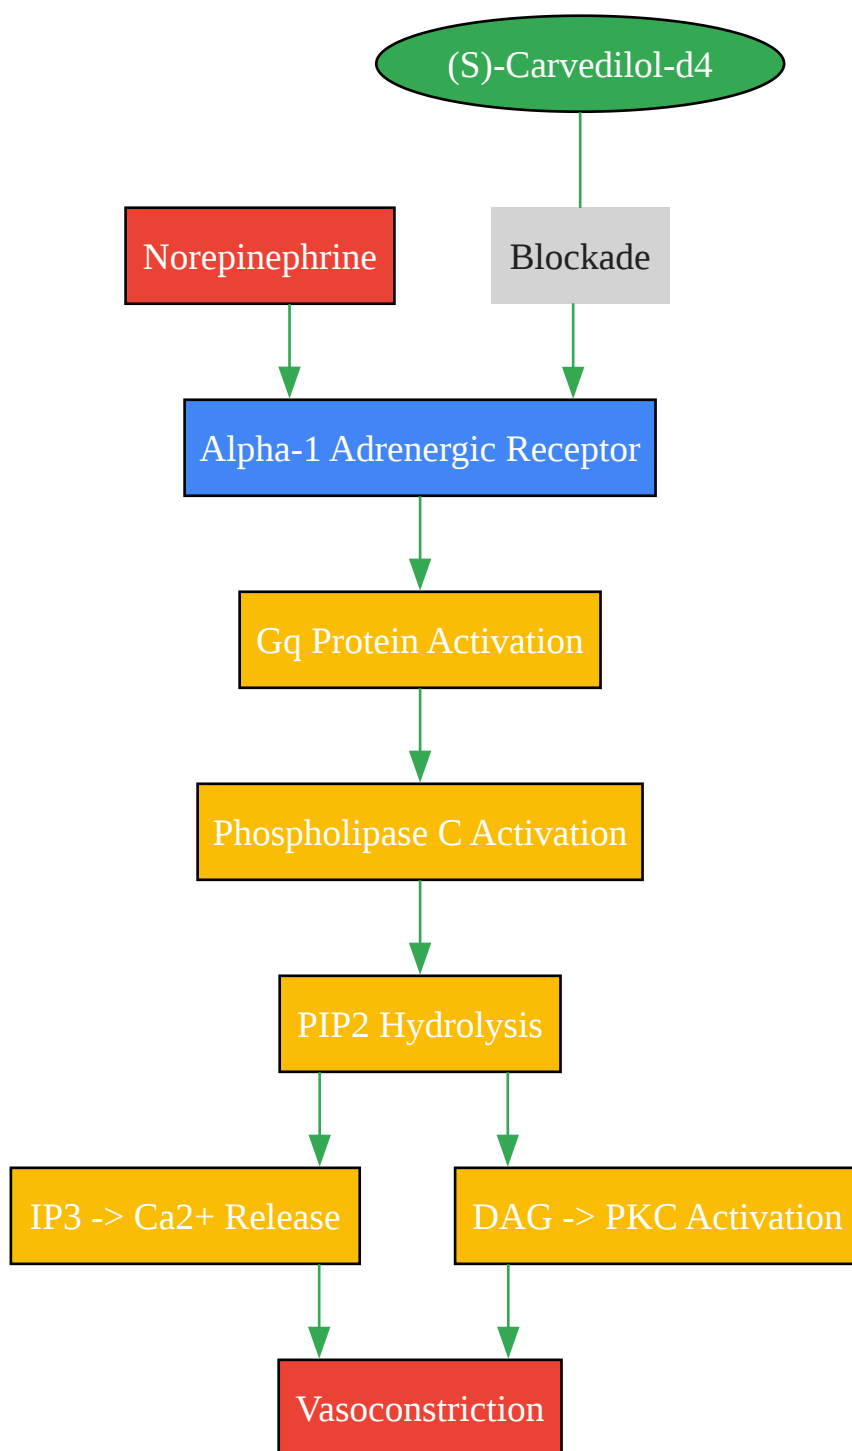 (S)-Carvedilol-d4
Norepinephrine
Blockade
Alpha-1 Adrenergic Receptor
Gq Protein Activation
Phospholipase C Activation
PIP2 Hydrolysis
IP3 -> Ca2+ Release
DAG -> PKC Activation
Vasoconstriction